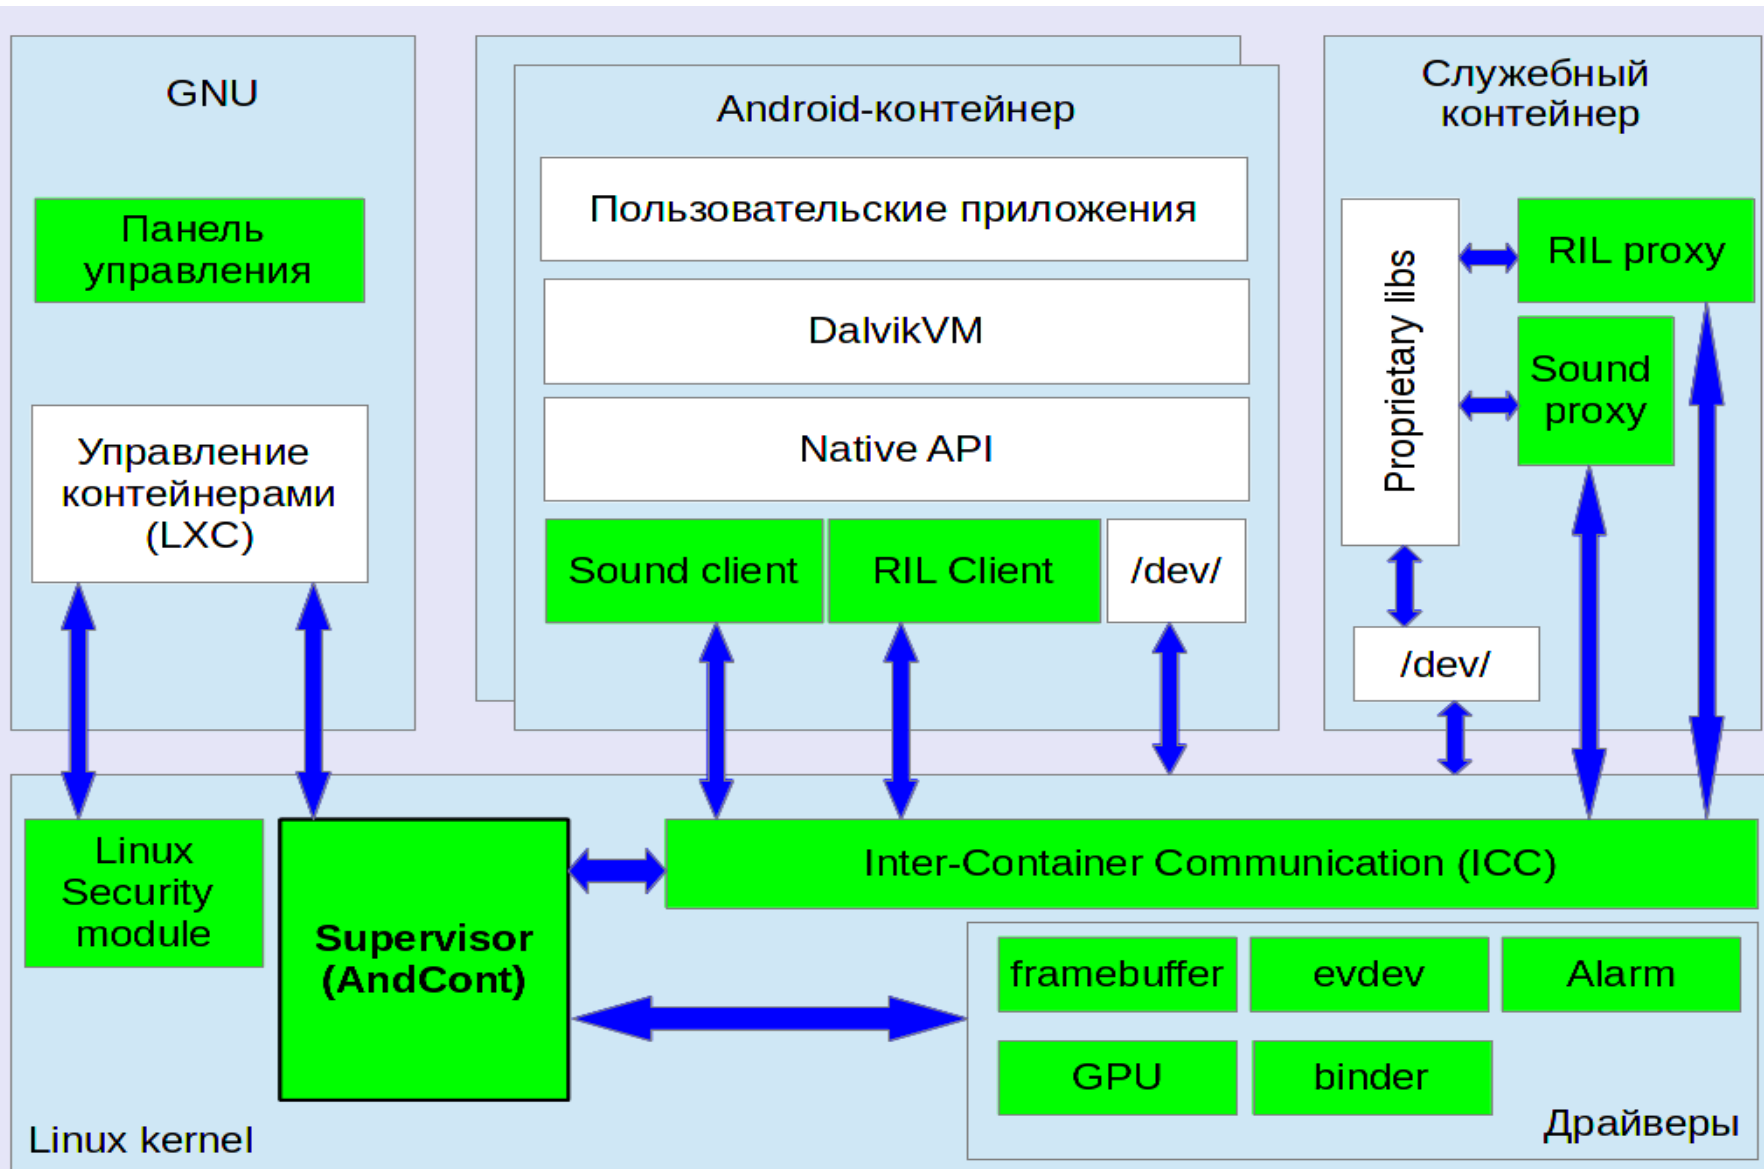 GNU
Панель
управления
Управление
контейнерами
(LXC)
Android-контейнер
Пользовательские приложения
DalvikVM
Native API
Sound client
RIL Client
/dev/
Служебный
контейнер
Proprietary libs
RIL proxy
Sound
proxy
/dev/
Linux
Security
module
Supervisor
(AndCont)
Inter-Container Communication (ICC)
framebuffer
evdev
Alarm
GPU
binder
Драйверы
Linux kernel